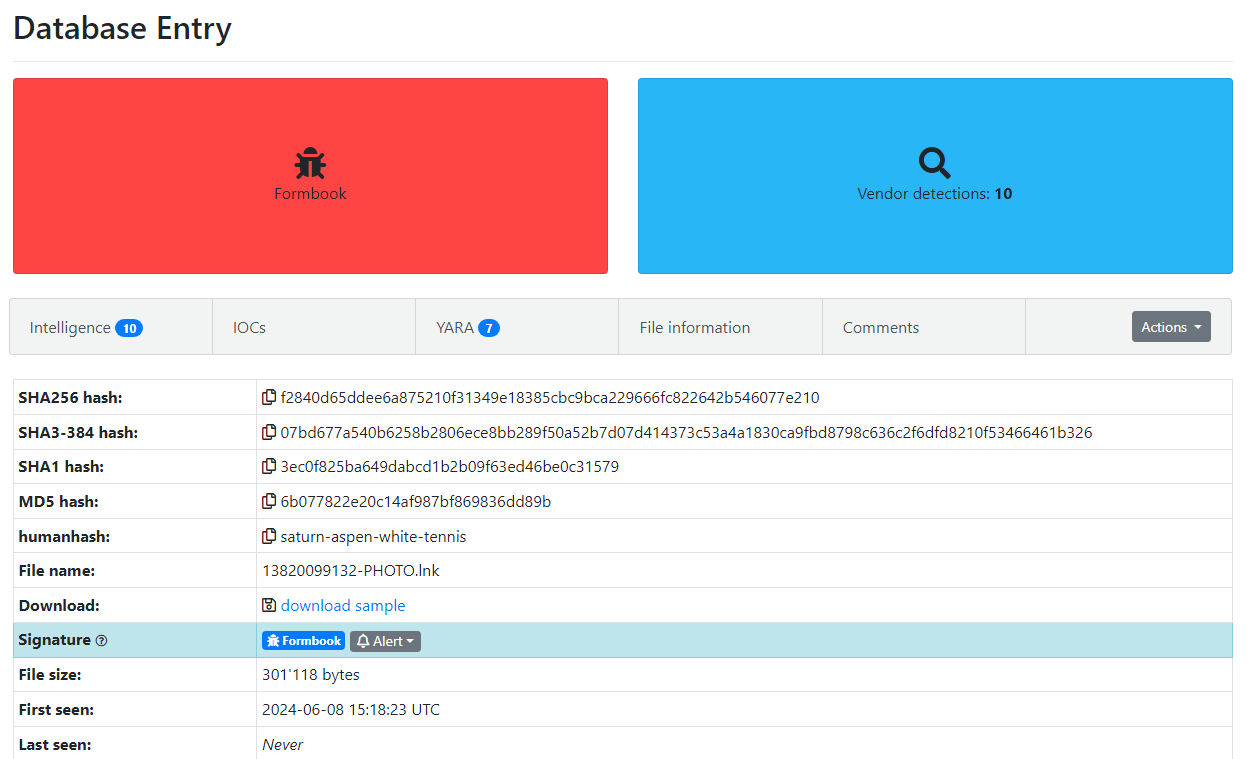 Database Entry
Formbook
Vendor detections: 10
Intelligence 10 IOCs YARA 7 File information Comments Actions
SHA256 hash: f2840d65ddee6a875210f31349e18385cbc9bca229666fc822642b546077e210
SHA3-384 hash: 07bd677a540b6258b2806ece8bb289f50a52b7d07d414373c53a4a1830ca9fbd8798c636c2f6dfd8210f53466461b326
SHA1 hash: 3ec0f825ba649dabcd1b2b09f63ed46be0c31579
MD5 hash: 6b077822e20c14af987bf869836dd89b
humanhash: saturn-aspen-white-tennis
File name: 13820099132-PHOTO.lnk
Download: download sample
Signature ? Formbook Alert
File size: 301'118 bytes
First seen: 2024-06-08 15:18:23 UTC
Last seen: Never